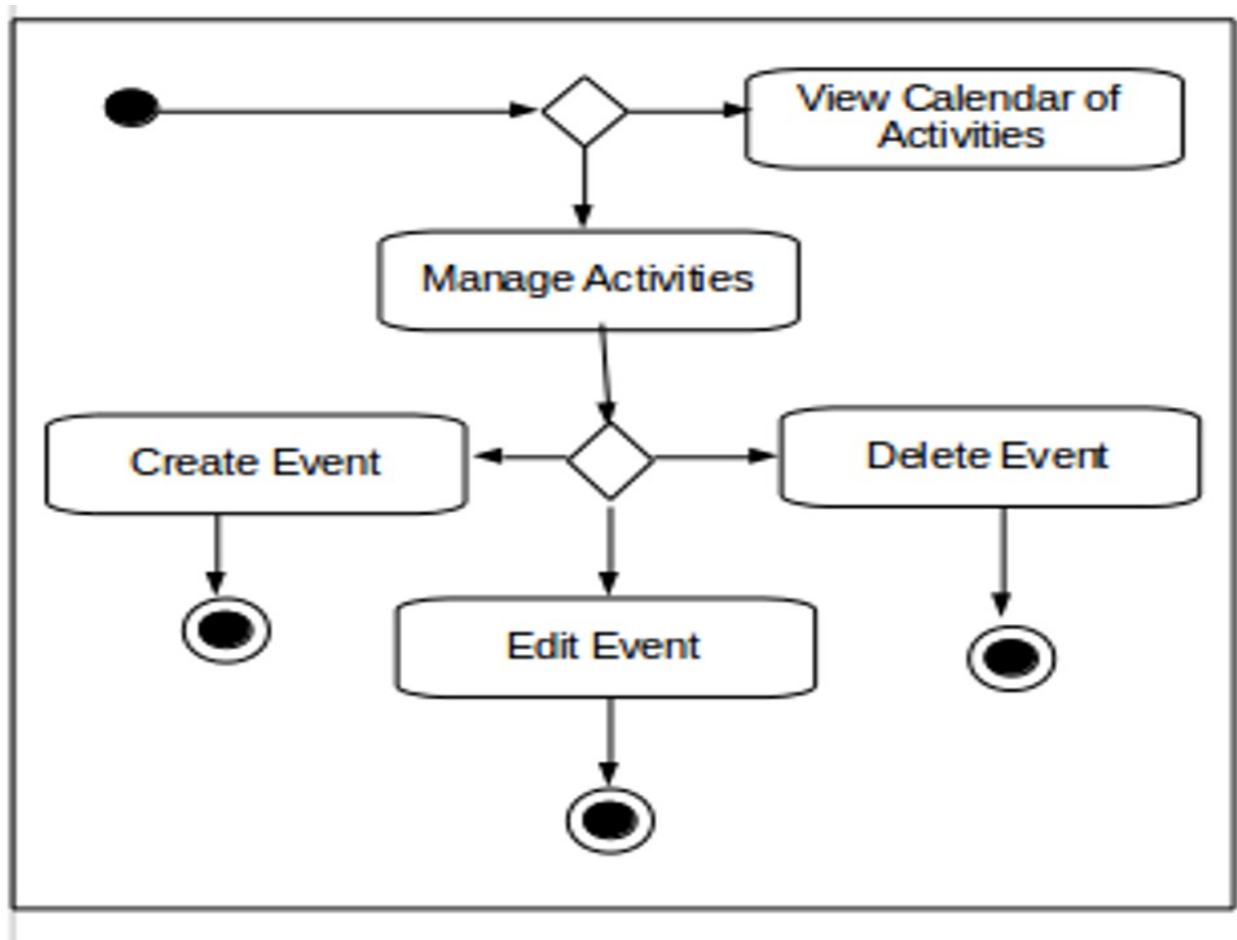 View Calendar of
Activities
Manage Activities
Create Event
Delete Event
Edit Event